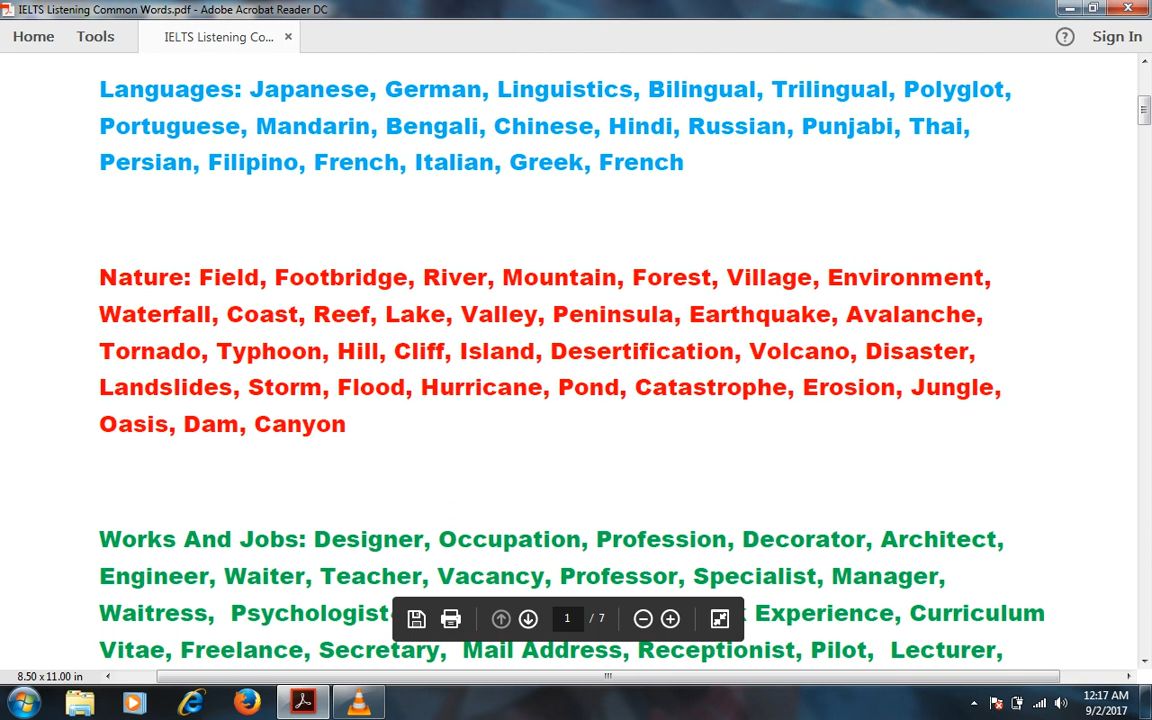 IELTS Listening Common Words.pdf - Adobe Acrobat Reader DC
Home Tools IELTS Listening Co... × ? Sign In
Languages: Japanese, German, Linguistics, Bilingual, Trilingual, Polyglot,
Portuguese, Mandarin, Bengali, Chinese, Hindi, Russian, Punjabi, Thai,
Persian, Filipino, French, Italian, Greek, French
Nature: Field, Footbridge, River, Mountain, Forest, Village, Environment,
Waterfall, Coast, Reef, Lake, Valley, Peninsula, Earthquake, Avalanche,
Tornado, Typhoon, Hill, Cliff, Island, Desertification, Volcano, Disaster,
Landslides, Storm, Flood, Hurricane, Pond, Catastrophe, Erosion, Jungle,
Oasis, Dam, Canyon
Works And Jobs: Designer, Occupation, Profession, Decorator, Architect,
Engineer, Waiter, Teacher, Vacancy, Professor, Specialist, Manager,
Waitress, Psychologist Experience, Curriculum
1 / 7
Vitae, Freelance, Secretary, Mail Address, Receptionist, Pilot, Lecturer,
8.50 x 11.00 in
12:17 AM
9/2/2017